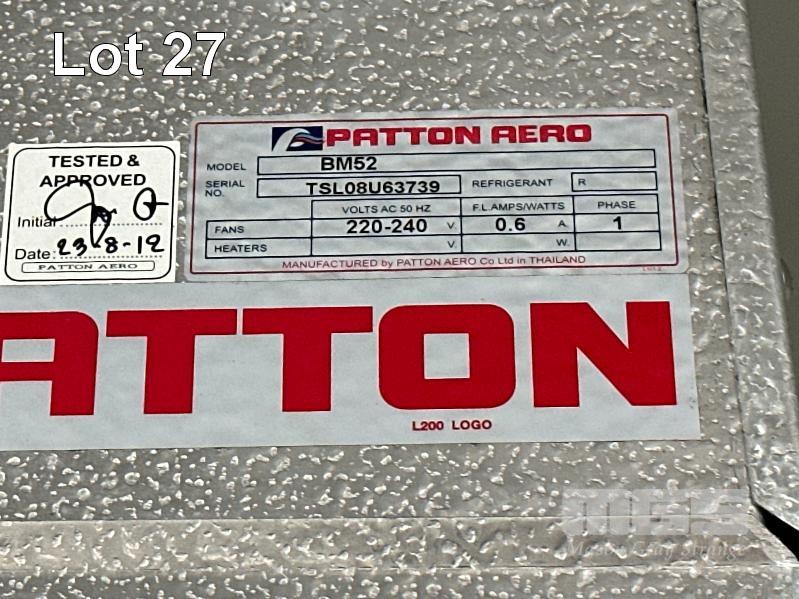 Lot 27
TESTED &
APPROVED
Initial
Date: 23-8-12
PATTON AERO
PATTON AERO
MODEL BM52
SERIAL NO. TSL08U63739 REFRIGERANT R
VOLTS AC 50 HZ F.L.AMPS/WATTS PHASE
FANS 220-240 V. 0.6 A. 1
HEATERS V. W.
MANUFACTURED by PATTON AERO Co Ltd in THAILAND
ATTON
L200 LOGO
MGS